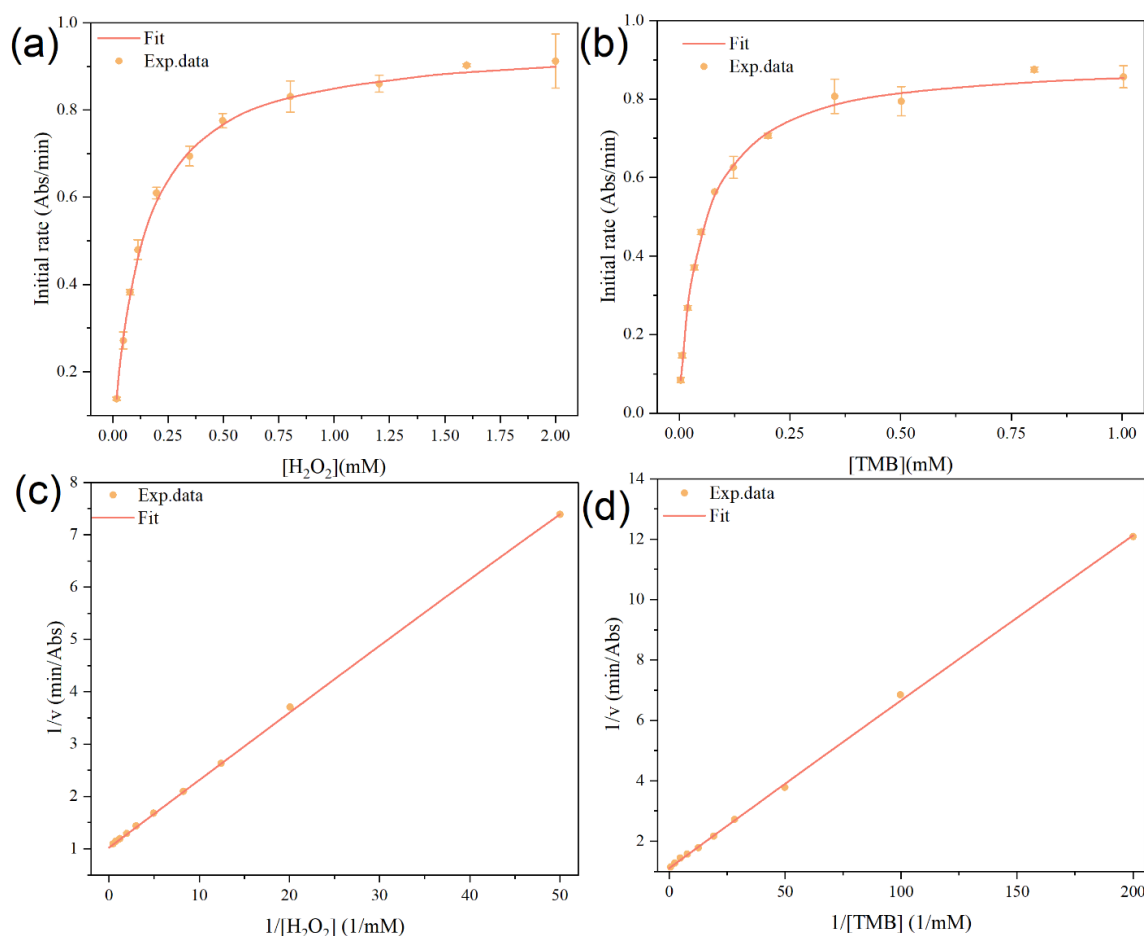 (a)
1.0
0.8
0.6
0.4
0.2
Fit
Exp.data
Initial rate (Abs/min)
0.00 0.25 0.50 0.75 1.00 1.25 1.50 1.75 2.00
[H₂O₂](mM)
(b)
1.0
0.8
0.6
0.4
0.2
0.0
Fit
Exp.data
Initial rate (Abs/min)
0.00 0.25 0.50 0.75 1.00
[TMB](mM)
(c)
8
7
6
5
4
3
2
1
Exp.data
Fit
1/v (min/Abs)
0 10 20 30 40 50
1/[H₂O₂] (1/mM)
(d)
14
12
10
8
6
4
2
Exp.data
Fit
1/v (min/Abs)
0 50 100 150 200
1/[TMB] (1/mM)